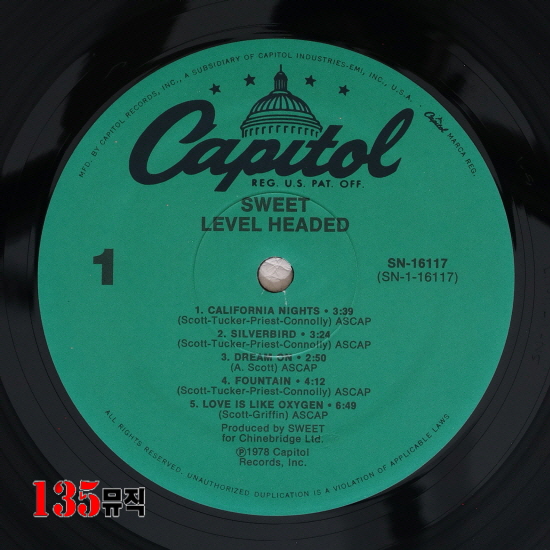 MFD. BY CAPITOL RECORDS, INC., A SUBSIDIARY OF CAPITOL INDUSTRIES-EMI, INC., U.S.A. • Capitol MARCA REG.
Capitol
REG. U.S. PAT. OFF.
SWEET
LEVEL HEADED
1
SN-16117
(SN-1-16117)
1. CALIFORNIA NIGHTS • 3:39
(Scott-Tucker-Priest-Connolly) ASCAP
2. SILVERBIRD • 3:24
(Scott-Tucker-Priest-Connolly) ASCAP
3. DREAM ON • 2:50
(A. Scott) ASCAP
4. FOUNTAIN • 4:12
(Scott-Tucker-Priest-Connolly) ASCAP
5. LOVE IS LIKE OXYGEN • 6:49
(Scott-Griffin) ASCAP
Produced by SWEET
for Chinebridge Ltd.
℗1978 Capitol
Records, Inc.
ALL RIGHTS RESERVED. UNAUTHORIZED DUPLICATION IS A VIOLATION OF APPLICABLE LAWS
135뮤직